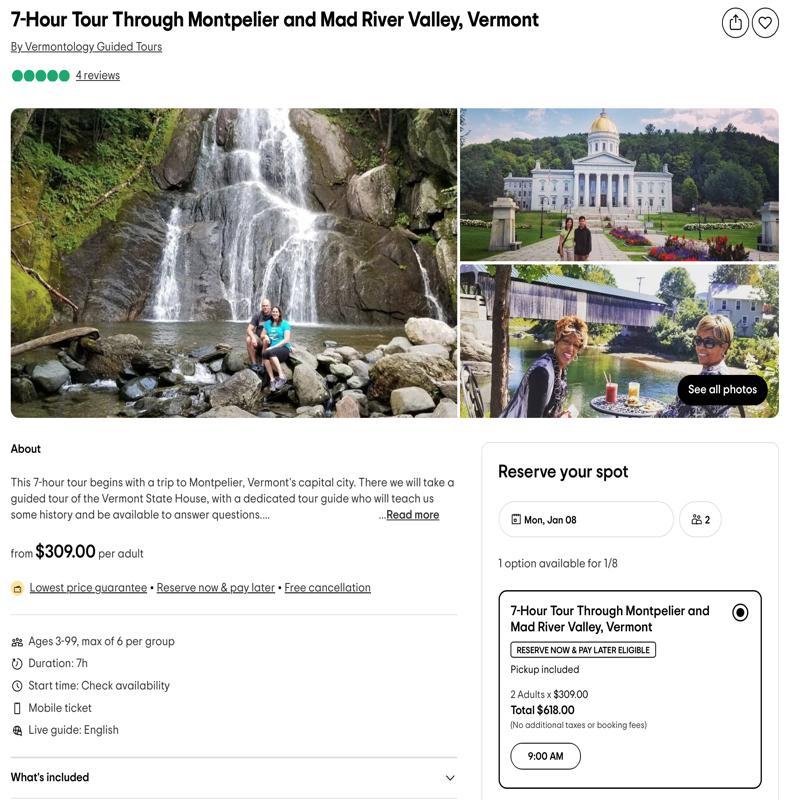 7-Hour Tour Through Montpelier and Mad River Valley, Vermont
By Vermontology Guided Tours
4 reviews
See all photos
About
This 7-hour tour begins with a trip to Montpelier, Vermont's capital city. There we will take a
guided tour of the Vermont State House, with a dedicated tour guide who will teach us
some history and be available to answer questions....
...Read more
from $309.00 per adult
Lowest price guarantee • Reserve now & pay later • Free cancellation
Ages 3-99, max of 6 per group
Duration: 7h
Start time: Check availability
Mobile ticket
Live guide: English
What's included
Reserve your spot
Mon, Jan 08
2
1 option available for 1/8
7-Hour Tour Through Montpelier and
Mad River Valley, Vermont
RESERVE NOW & PAY LATER ELIGIBLE
Pickup included
2 Adults x $309.00
Total $618.00
(No additional taxes or booking fees)
9:00 AM